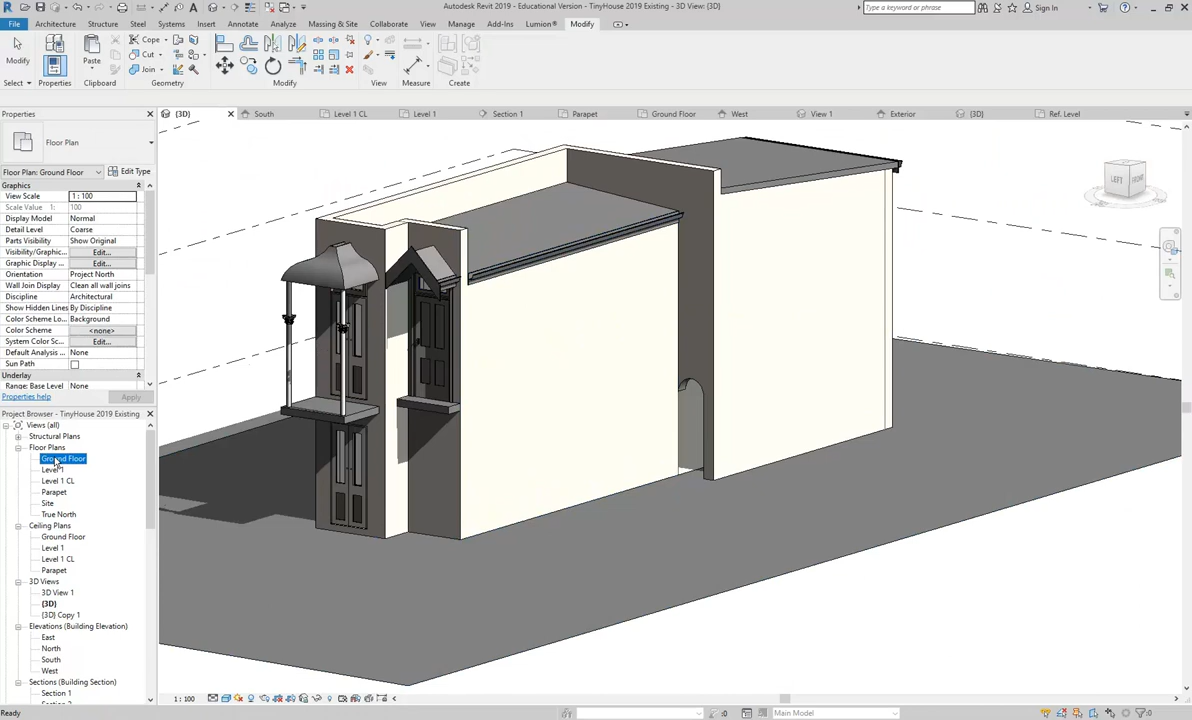 Autodesk Revit 2019 - Educational Version - TinyHouse 2019 Existing - 3D View: {3D}
Type a keyword or phrase
Sign In
File Architecture Structure Steel Systems Insert Annotate Analyze Massing & Site Collaborate View Manage Add-Ins Lumion® Modify
Modify
Properties
Paste
Cope
Cut
Join
Select
Properties
Clipboard
Geometry
Modify
View
Measure
Create
Properties
{3D}
South
Level 1 CL
Level 1
Section 1
Parapet
Ground Floor
West
View 1
Exterior
{3D}
Ref. Level
Floor Plan
Floor Plan: Ground Floor
Edit Type
Graphics
View Scale 1 : 100
Scale Value 1: 100
Display Model Normal
Detail Level Coarse
Parts Visibility Show Original
Visibility/Graphic... Edit...
Graphic Display ... Edit...
Orientation Project North
Wall Join Display Clean all wall joins
Discipline Architectural
Show Hidden Lines By Discipline
Color Scheme Lo... Background
Color Scheme <none>
System Color Sc... Edit...
Default Analysis ... None
Sun Path
Underlay
Range: Base Level None
Properties help
Apply
LEFT
FRONT
Project Browser - TinyHouse 2019 Existing
Views (all)
Structural Plans
Floor Plans
Ground Floor
Level 1
Level 1 CL
Parapet
Site
True North
Ceiling Plans
Ground Floor
Level 1
Level 1 CL
Parapet
3D Views
3D View 1
{3D}
{3D} Copy 1
Elevations (Building Elevation)
East
North
South
West
Sections (Building Section)
Section 1
1 : 100
Ready
:0
Main Model
:0